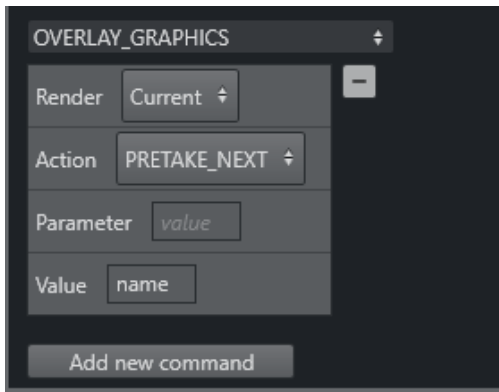 OVERLAY_GRAPHICS
Render Current
Action PRETAKE_NEXT
Parameter value
Value name
Add new command